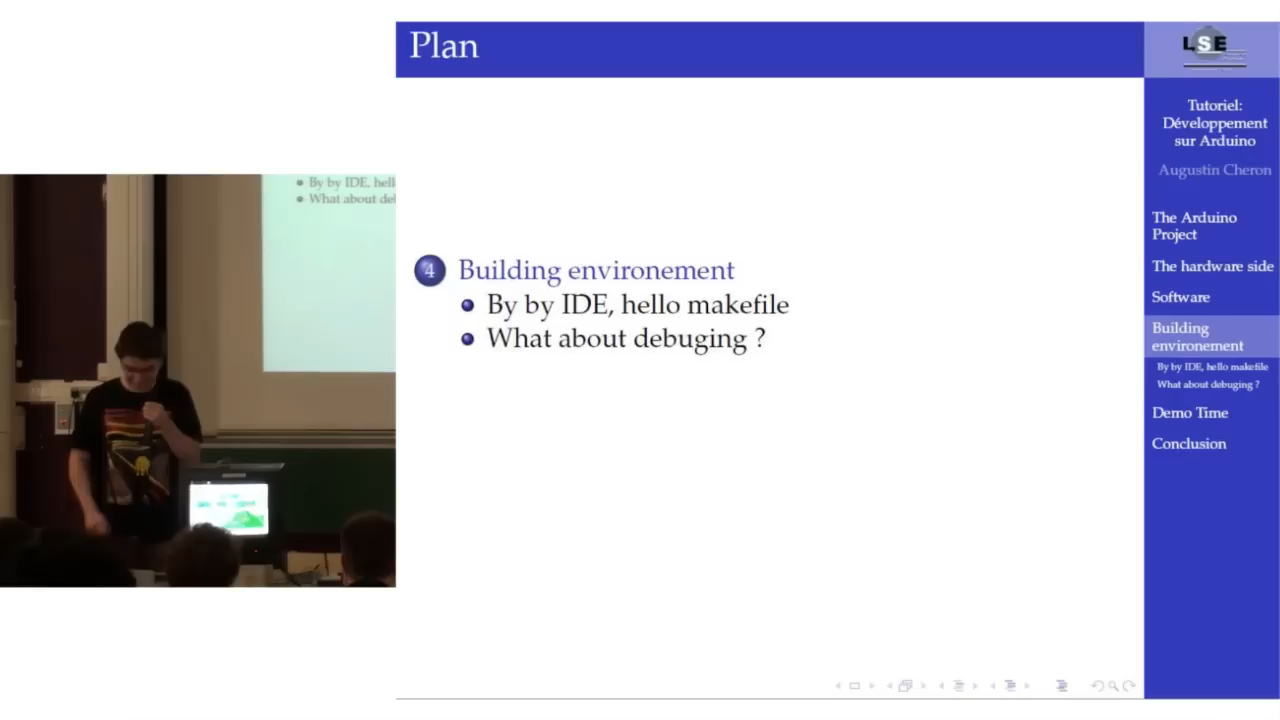 Plan
LSE
Tutoriel:
Développement
sur Arduino
Augustin Cheron
The Arduino
Project
The hardware side
Software
Building
environement
By by IDE, hello makefile
What about debuging ?
Demo Time
Conclusion
4 Building environement
By by IDE, hello makefile
What about debuging ?
By by IDE, hell
What about de